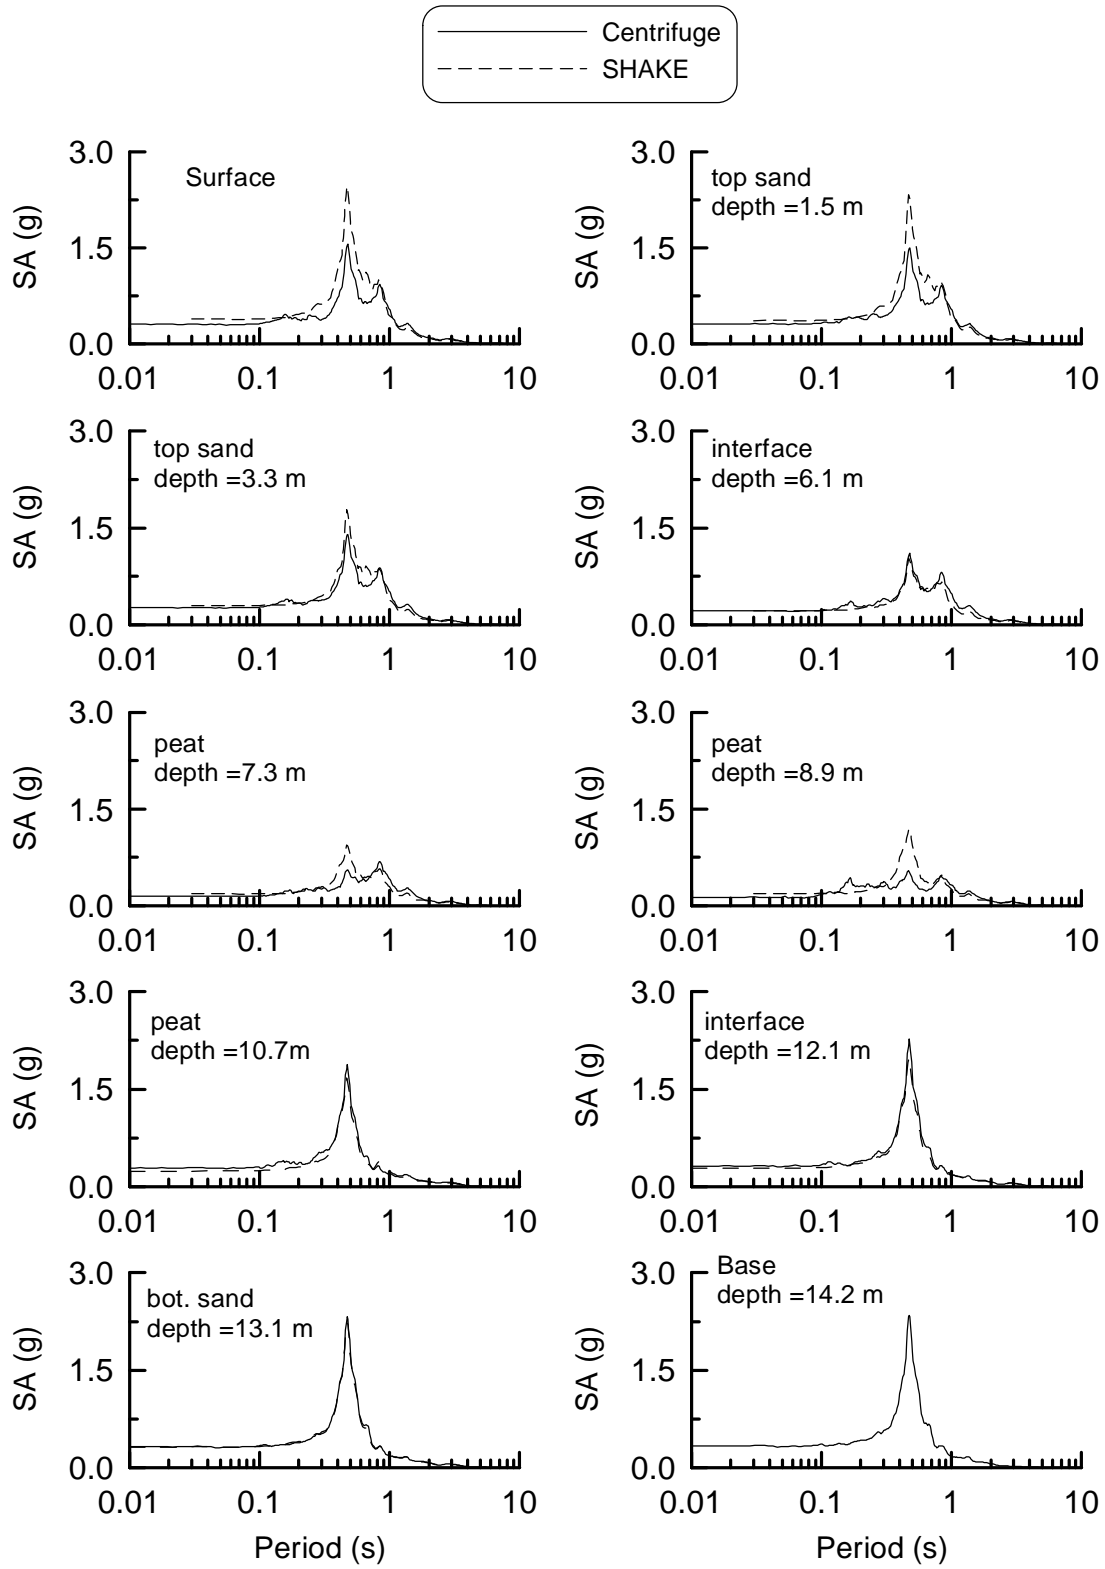 Centrifuge
SHAKE
3.0
1.5
0.0
SA (g)
Surface
0.01 0.1 1 10
3.0
1.5
0.0
SA (g)
top sand
depth =1.5 m
0.01 0.1 1 10
3.0
1.5
0.0
SA (g)
top sand
depth =3.3 m
0.01 0.1 1 10
3.0
1.5
0.0
SA (g)
interface
depth =6.1 m
0.01 0.1 1 10
3.0
1.5
0.0
SA (g)
peat
depth =7.3 m
0.01 0.1 1 10
3.0
1.5
0.0
SA (g)
peat
depth =8.9 m
0.01 0.1 1 10
3.0
1.5
0.0
SA (g)
peat
depth =10.7m
0.01 0.1 1 10
3.0
1.5
0.0
SA (g)
interface
depth =12.1 m
0.01 0.1 1 10
3.0
1.5
0.0
SA (g)
bot. sand
depth =13.1 m
0.01 0.1 1 10
Period (s)
3.0
1.5
0.0
SA (g)
Base
depth =14.2 m
0.01 0.1 1 10
Period (s)